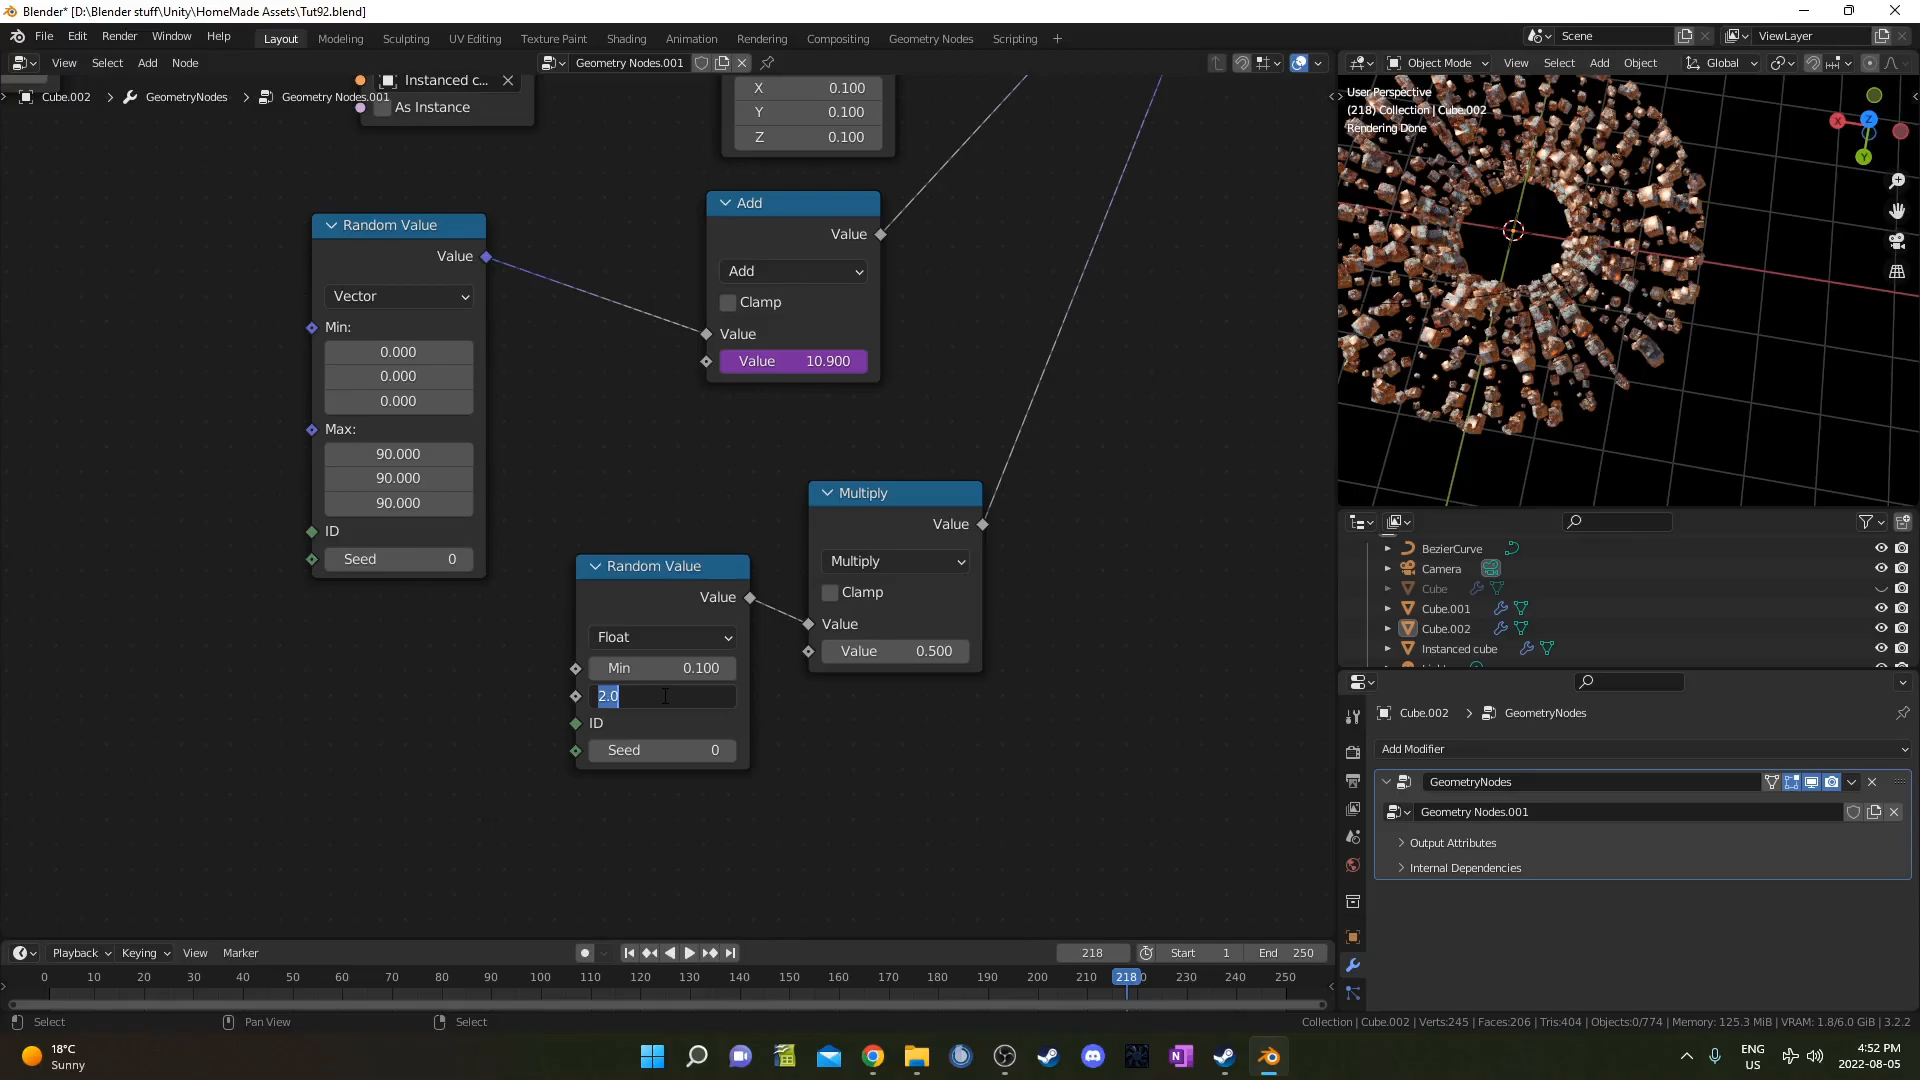 Blender* [D:\Blender stuff\Unity\HomeMade Assets\Tut92.blend]
File Edit Render Window Help Layout Modeling Sculpting UV Editing Texture Paint Shading Animation Rendering Compositing Geometry Nodes Scripting
Scene ViewLayer
View Select Add Node Geometry Nodes.001
Object Mode View Select Add Object Global
Cube.002 GeometryNodes Geometry Nodes.001
Instanced c...
As Instance
X 0.100
Y 0.100
Z 0.100
Random Value
Value
Vector
Min:
0.000
0.000
0.000
Max:
90.000
90.000
90.000
ID
Seed 0
Add
Value
Add
Clamp
Value
Value 10.900
Multiply
Value
Multiply
Clamp
Value
Value 0.500
Random Value
Value
Float
Min 0.100
2.0
ID
Seed 0
User Perspective
(218) Collection | Cube.002
Rendering Done
X
Z
Y
BezierCurve
Camera
Cube
Cube.001
Cube.002
Instanced cube
Cube.002 GeometryNodes
Add Modifier
GeometryNodes
Geometry Nodes.001
Output Attributes
Internal Dependencies
Playback Keying View Marker 218 Start 1 End 250
0 10 20 30 40 50 60 70 80 90 100 110 120 130 140 150 160 170 180 190 200 210 218 230 240 250
Select Pan View Select
Collection | Cube.002 | Verts:245 | Faces:206 | Tris:404 | Objects:0/774 | Memory: 125.3 MiB | VRAM: 1.8/6.0 GiB | 3.2.2
18°C
Sunny
ENG
US
4:52 PM
2022-08-05